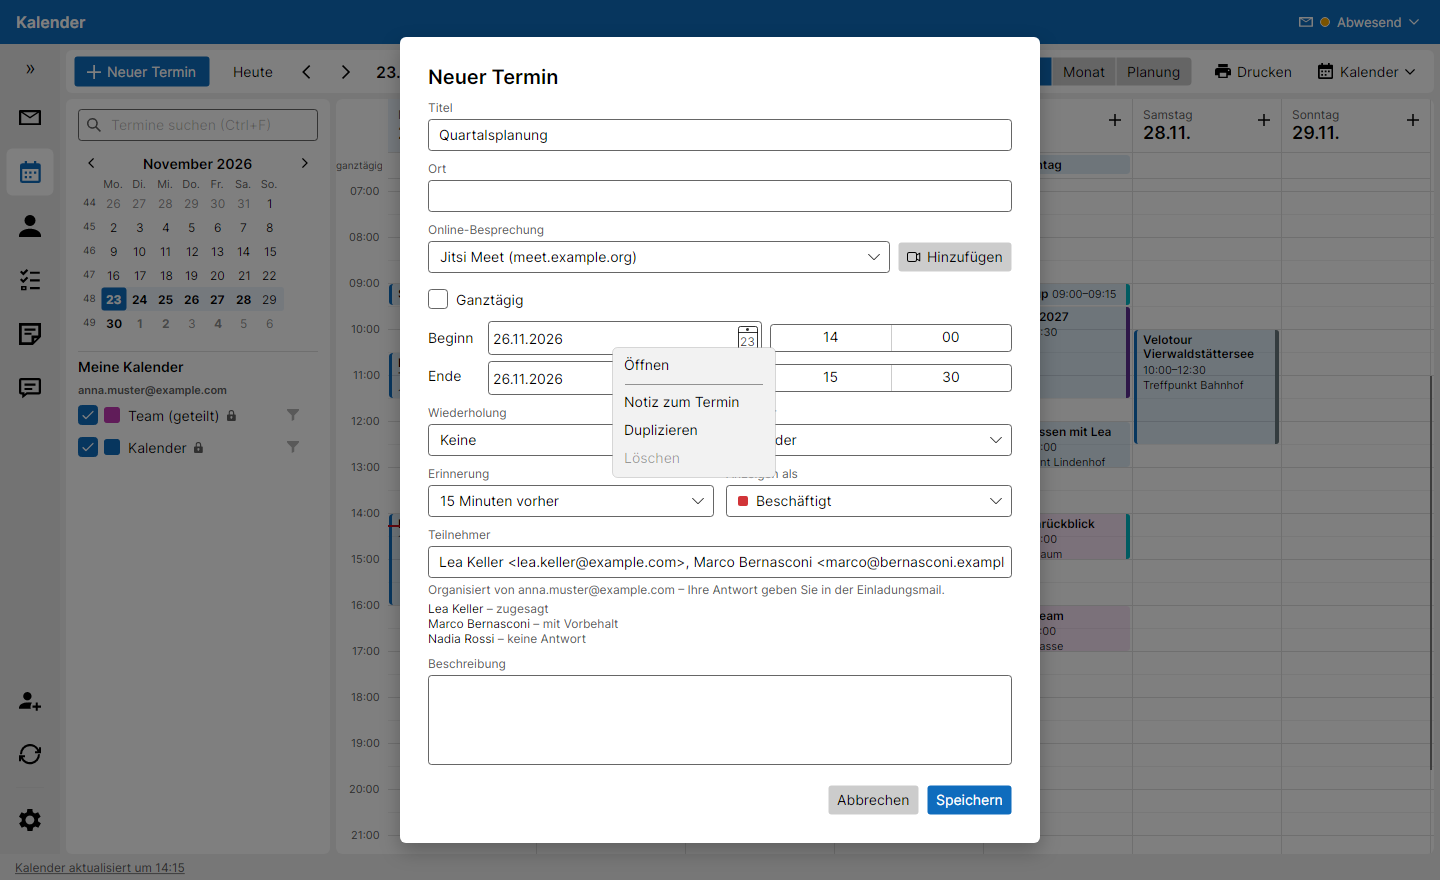 Kalender
Abwesend
Neuer Termin
Heute
23.
Monat
Planung
Drucken
Kalender
Termine suchen (Ctrl+F)
November 2026
Mo. Di. Mi. Do. Fr. Sa. So.
44 26 27 28 29 30 31 1
45 2 3 4 5 6 7 8
46 9 10 11 12 13 14 15
47 16 17 18 19 20 21 22
48 23 24 25 26 27 28 29
49 30 1 2 3 4 5 6
Meine Kalender
anna.muster@example.com
Team (geteilt)
Kalender
ganztägig
07:00
08:00
09:00
10:00
11:00
12:00
13:00
14:00
15:00
16:00
17:00
18:00
19:00
20:00
21:00
Neuer Termin
Titel
Quartalsplanung
Ort
Online-Besprechung
Jitsi Meet (meet.example.org)
Hinzufügen
Ganztägig
Beginn
26.11.2026
23
14
00
Ende
26.11.2026
15
30
Öffnen
Notiz zum Termin
Duplizieren
Löschen
Wiederholung
Keine
der
Erinnerung
als
15 Minuten vorher
Beschäftigt
Teilnehmer
Lea Keller <lea.keller@example.com>, Marco Bernasconi <marco@bernasconi.exampl
Organisiert von anna.muster@example.com – Ihre Antwort geben Sie in der Einladungsmail.
Lea Keller – zugesagt
Marco Bernasconi – mit Vorbehalt
Nadia Rossi – keine Antwort
Beschreibung
Abbrechen
Speichern
Samstag
28.11.
Sonntag
29.11.
ntag
p 09:00–09:15
2027
:30
ssen mit Lea
:00
nt Lindenhof
rückblick
:00
aum
eam
:00
asse
Velotour
Vierwaldstättersee
10:00–12:30
Treffpunkt Bahnhof
Kalender aktualisiert um 14:15